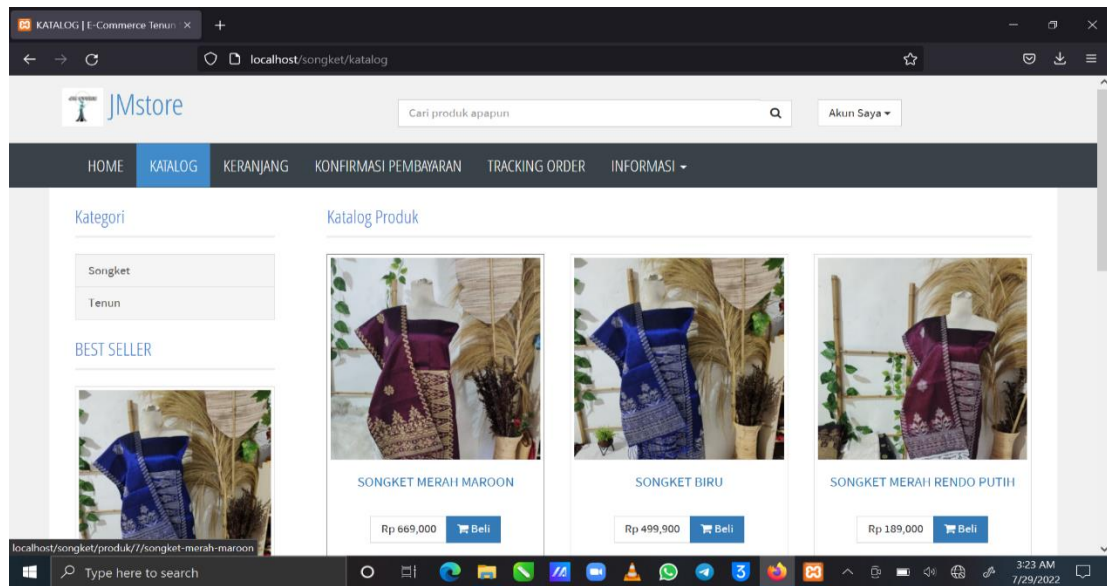 KATALOG | E-Commerce Tenun
localhost/songket/katalog
JMstore
Cari produk apapun
Akun Saya
HOME
KATALOG
KERANJANG
KONFIRMASI PEMBAYARAN
TRACKING ORDER
INFORMASI
Kategori
Songket
Tenun
BEST SELLER
Katalog Produk
SONGKET MERAH MAROON
Rp 669,000
Beli
SONGKET BIRU
Rp 499,900
Beli
SONGKET MERAH RENDO PUTIH
Rp 189,000
Beli
localhost/songket/produk/7/songket-merah-maroon
Type here to search
3:23 AM
7/29/2022